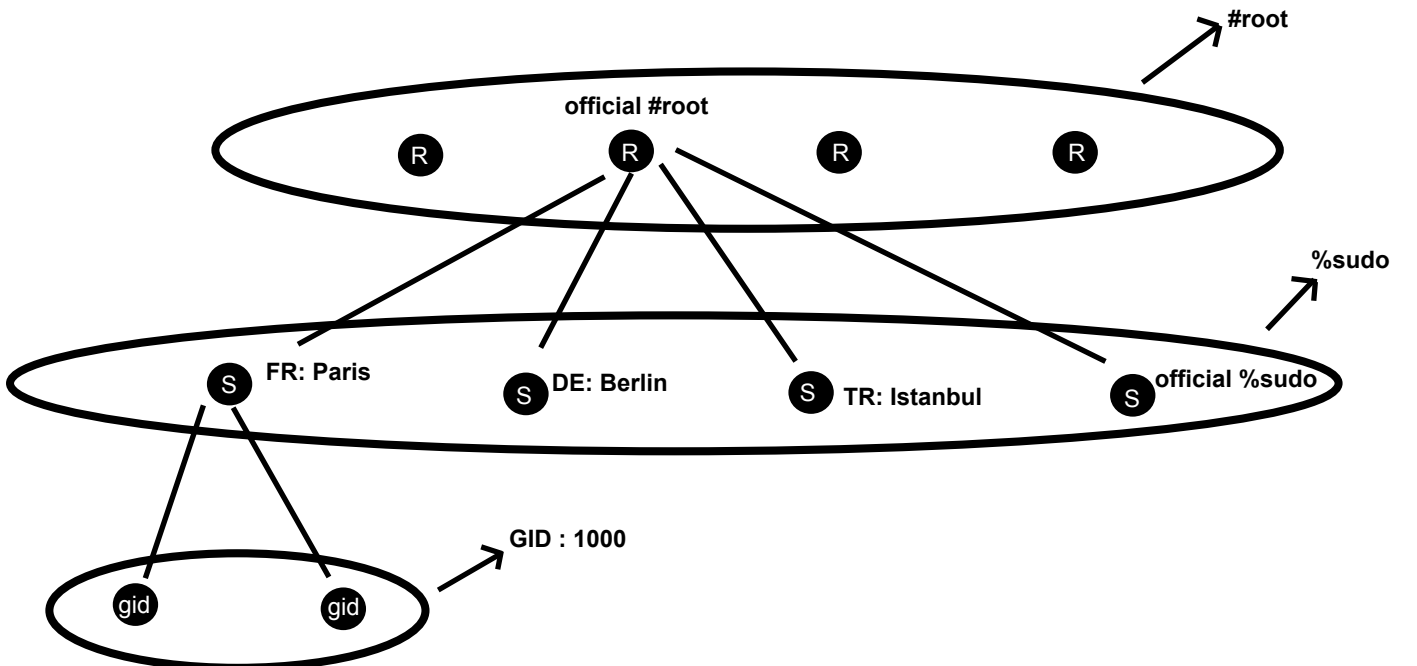 #root
official #root
R
R
R
R
%sudo
S
FR: Paris
S
DE: Berlin
S
TR: Istanbul
S
official %sudo
GID : 1000
gid
gid